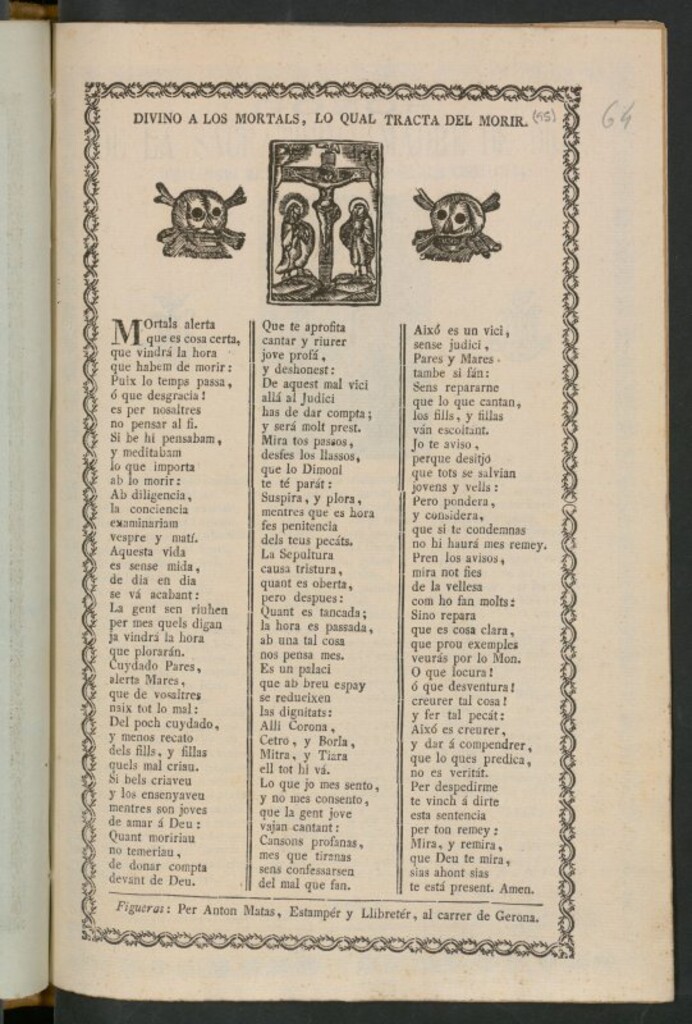 DIVINO A LOS MORTALS, LO QUAL TRACTA DEL MORIR. (45)
64
MOrtals alerta
que es cosa certa,
que vindrá la hora
que habem de morir:
Puix lo temps passa,
ó que desgracia!
es per nosaltres
no pensar al fi.
Si be hi pensabam,
y meditabam
lo que importa
ab lo morir:
Ab diligencia,
la conciencia
examinariam
vespre y matí.
Aquesta vida
es sense mida,
de dia en dia
se vá acabant:
La gent sen riuhen
per mes quels digan
ja vindrá la hora
que plorarán.
Cuydado Pares,
alerta Mares,
que de vosaltres
naix tot lo mal:
Del poch cuydado,
y menos recato
dels fills, y fillas
quels mal criau.
Si bels criaveu
y los ensenyaveu
mentres son joves
de amar á Deu:
Quant moririau
no temeriau,
de donar compta
devant de Deu.
Que te aprofita
cantar y riurer
jove profá,
y deshonest:
De aquest mal vici
allá al Judici
has de dar compta;
y será molt prest.
Mira tos passos,
desfes los llassos,
que lo Dimoni
te té parát:
Suspira, y plora,
mentres que es hora
fes penitencia
dels teus pecáts.
La Sepultura
causa tristura,
quant es oberta,
pero despues:
Quant es tancada;
la hora es passada,
ab una tal cosa
nos pensa mes.
Es un palaci
que ab breu espay
se redueixen
las dignitats:
Alli Corona,
Cetro, y Borla,
Mitra, y Tiara
ell tot hi vá.
Lo que jo mes sento,
y no mes consento,
que la gent jove
vajan cantant:
Cansons profanas,
mes que tiranas
sens confessarsen
del mal que fan.
Aixó es un vici,
sense judici,
Pares y Mares
tambe si fán:
Sens repararne
que lo que cantan,
los fills, y fillas
ván escoltant.
Jo te aviso,
perque desitjo
que tots se salvian
jovens y vells:
Pero pondera,
y considera,
que si te condemnas
no hi haurá mes remey.
Pren los avisos,
mira not fies
de la vellesa
com ho fan molts:
Sino repara
que es cosa clara,
que prou exemples
veurás por lo Mon.
O que locura!
ó que desventura!
creurer tal cosa!
y fer tal pecát:
Aixó es creurer,
y dar á compendrer,
que lo ques predica,
no es veritát.
Per despedirme
te vinch á dirte
esta sentencia
per ton remey:
Mira, y remira,
que Deu te mira,
sias ahont sias
te está present. Amen.
Figueras: Per Anton Matas, Estampér y Llibretér, al carrer de Gerona.